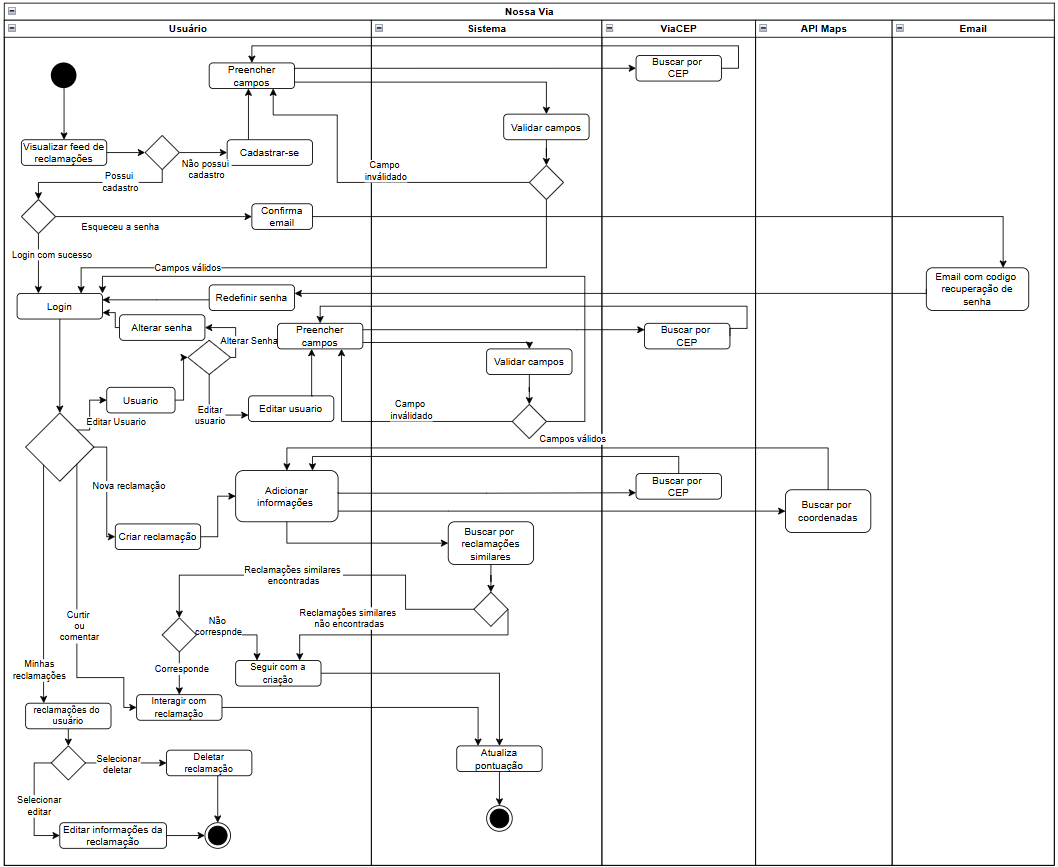 Nossa Via
Usuário
Sistema
ViaCEP
API Maps
Email
Preencher
campos
Buscar por
CEP
Validar campos
Visualizar feed de
reclamações
Não possui
cadastro
Cadastrar-se
Campo
inválidado
Possui
cadastro
Esqueceu a senha
Confirma
email
Login com sucesso
Campos válidos
Email com codigo
recuperação de
senha
Login
Redefinir senha
Alterar senha
Alterar Senha
Preencher
campos
Buscar por
CEP
Validar campos
Usuario
Editar Usuario
Editar
usuario
Editar usuario
Campo
inválidado
Campos válidos
Nova reclamação
Adicionar
informações
Buscar por
CEP
Buscar por
coordenadas
Criar reclamação
Buscar por
reclamações
similares
Reclamações similares
encontradas
Reclamações similares
não encontradas
Curtir
ou
comentar
Não
correspnde
Corresponde
Seguir com a
criação
Minhas
reclamações
Interagir com
reclamação
reclamações do
usuário
Atualiza
pontuação
Selecionar
deletar
Deletar
reclamação
Selecionar
editar
Editar informações da
reclamação